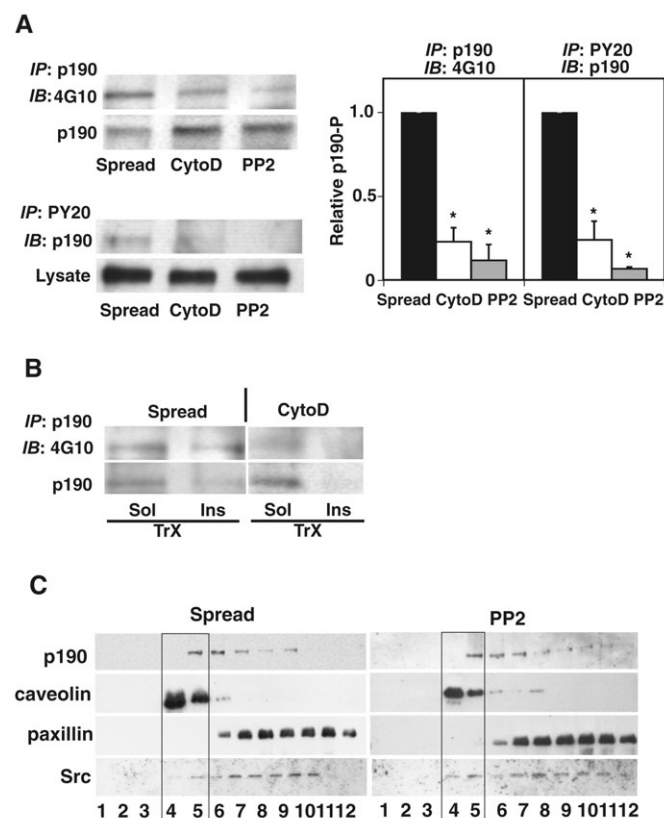 A
IP: p190
IB:4G10
p190
Spread CytoD PP2
IP: PY20
IB: p190
Lysate
Spread CytoD PP2
IP: p190 IP: PY20
IB: 4G10 IB: p190
Relative p190-P
1.0
0.5
0
* * * *
Spread CytoD PP2 Spread CytoD PP2
B
IP: p190
IB: 4G10
p190
Spread CytoD
Sol Ins Sol Ins
TrX TrX
C
Spread PP2
p190
caveolin
paxillin
Src
1 2 3 4 5 6 7 8 9 101112 1 2 3 4 5 6 7 8 9 10 11 12